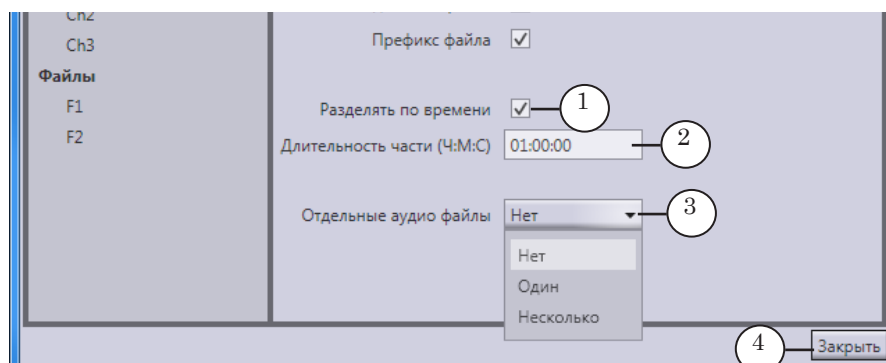 Ch2
Ch3
Файлы
F1
F2
Префикс файла
Разделять по времени
1
Длительность части (Ч:М:С) 01:00:00
2
Отдельные аудио файлы Нет
3
Нет
Один
Несколько
4
Закрыть